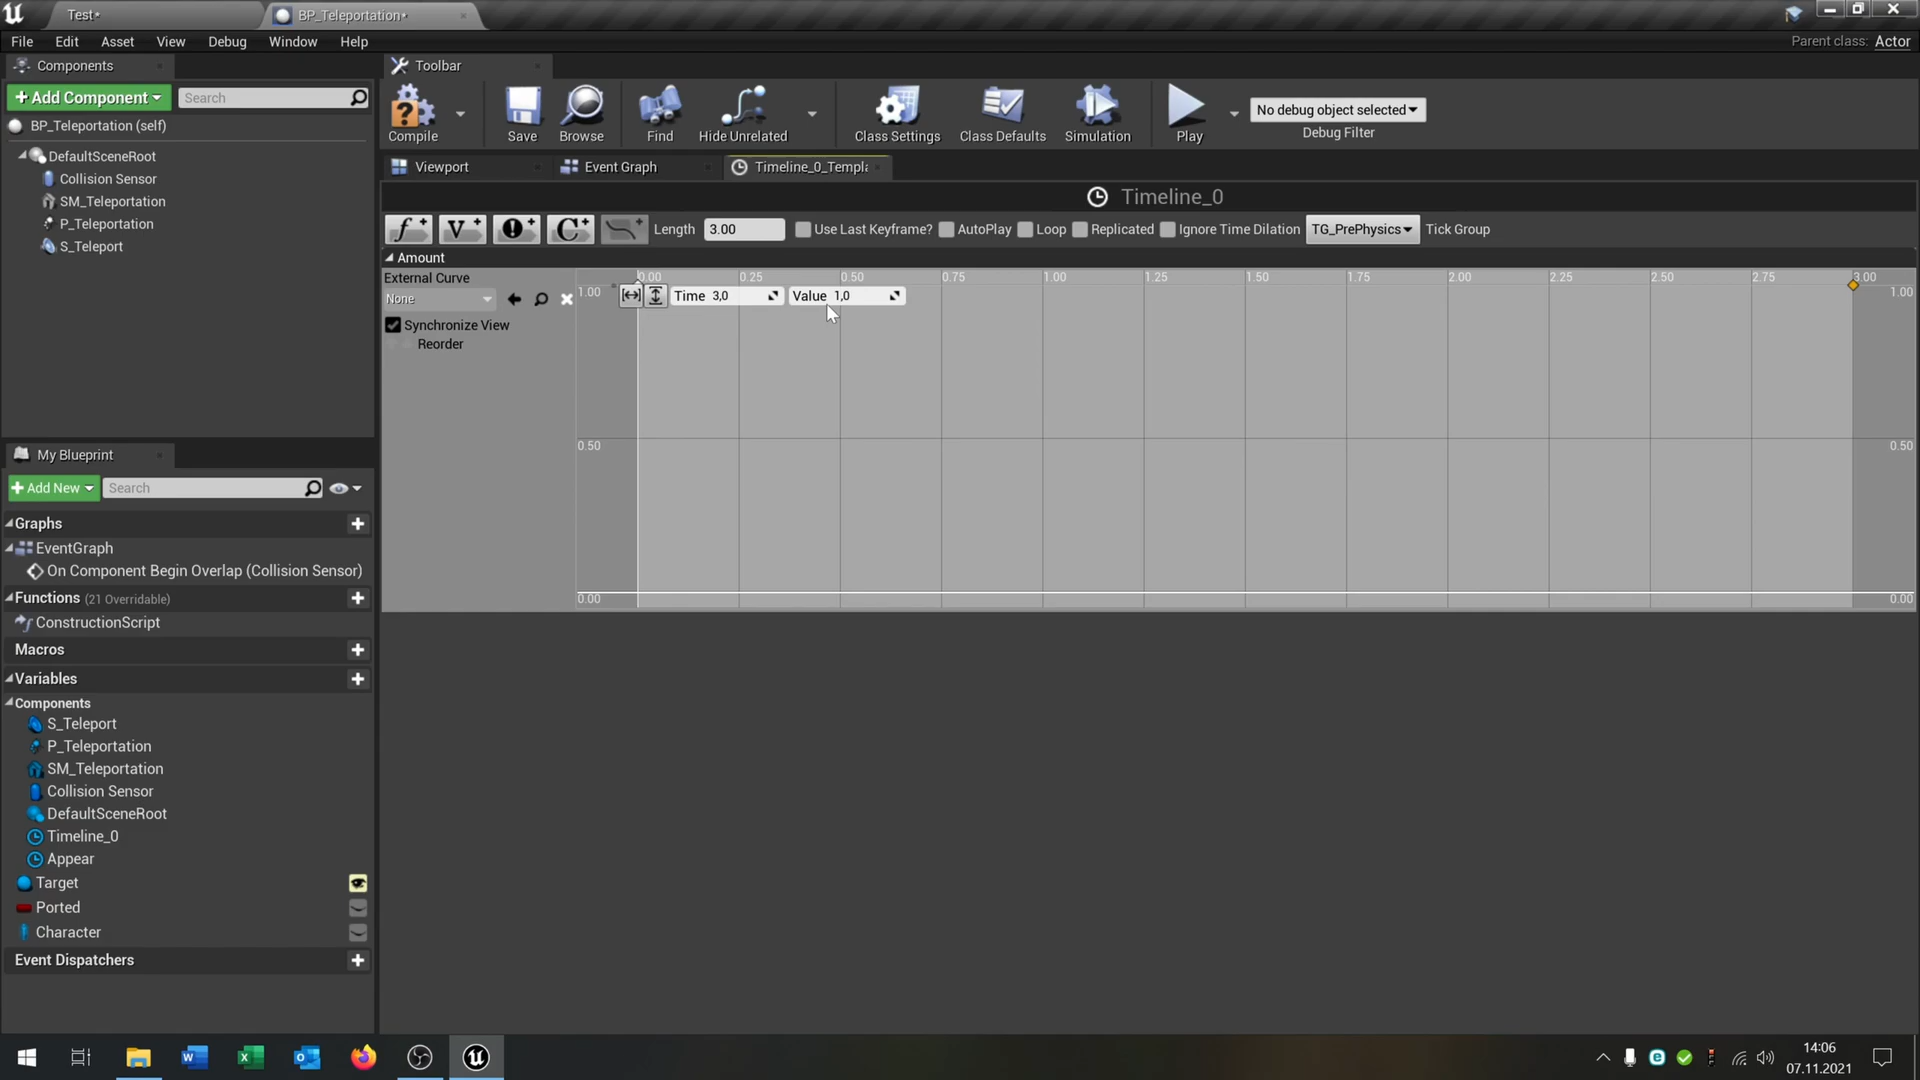 Test*
BP_Teleportation*
File Edit Asset View Debug Window Help
Parent class: Actor
Components
Toolbar
+ Add Component
Search
BP_Teleportation (self)
DefaultSceneRoot
Collision Sensor
SM_Teleportation
P_Teleportation
S_Teleport
Compile
Save
Browse
Find
Hide Unrelated
Class Settings
Class Defaults
Simulation
Play
No debug object selected
Debug Filter
Viewport
Event Graph
Timeline_0_Templa
Timeline_0
f+ V+ !+ C+
Length 3.00 Use Last Keyframe? AutoPlay Loop Replicated Ignore Time Dilation TG_PrePhysics Tick Group
Amount
External Curve
None
Synchronize View
Reorder
0.00 0.25 0.50 0.75 1.00 1.25 1.50 1.75 2.00 2.25 2.50 2.75 3.00
1.00 Time 3,0 Value 1,0 1.00
0.50 0.50
0.00 0.00
My Blueprint
+ Add New
Search
Graphs
EventGraph
On Component Begin Overlap (Collision Sensor)
Functions (21 Overridable)
ConstructionScript
Macros
Variables
Components
S_Teleport
P_Teleportation
SM_Teleportation
Collision Sensor
DefaultSceneRoot
Timeline_0
Appear
Target
Ported
Character
Event Dispatchers
14:06
07.11.2021